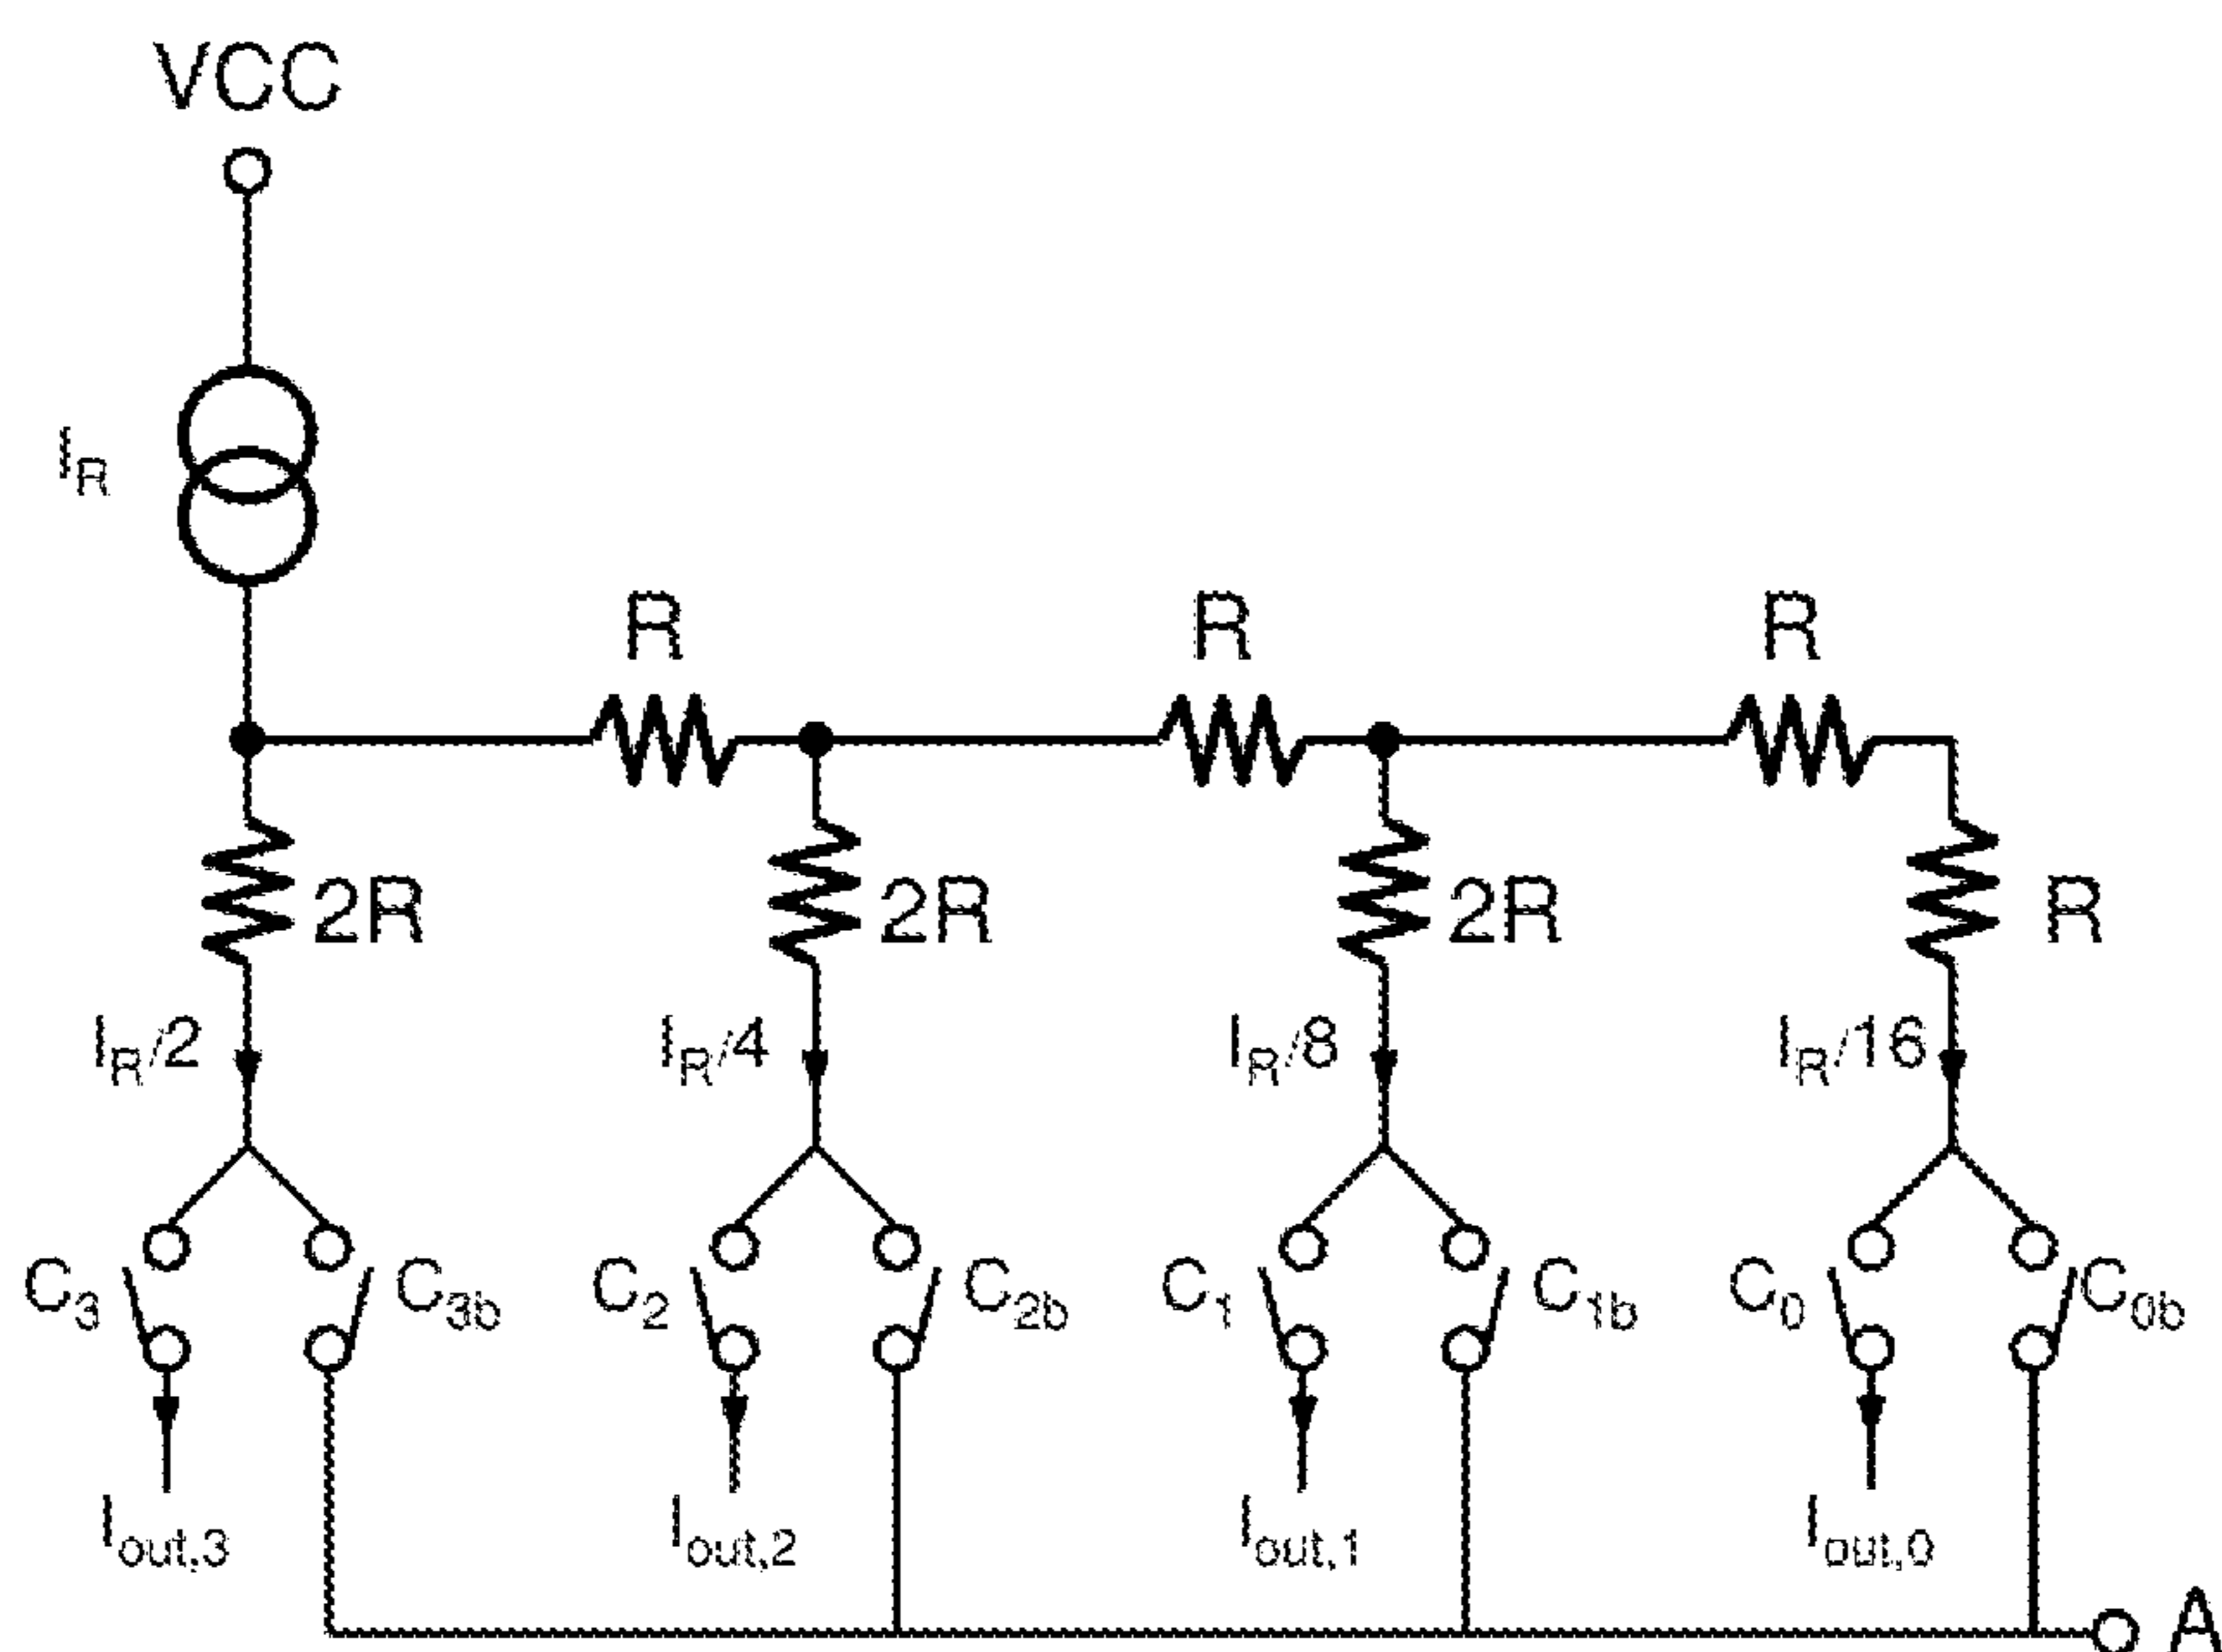 VCC
I_R
R R R
2R 2R 2R R
I_R/2 I_R/4 I_R/8 I_R/16
C_3 C_3b C_2 C_2b C_1 C_1b C_0 C_0b
I_out,3 I_out,2 I_out,1 I_out,0
A